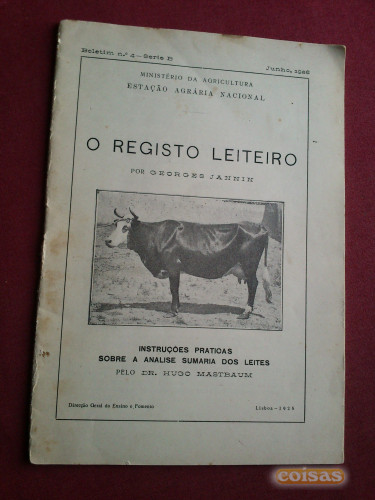 Boletim n.º 4—Serie B
Junho, 1926
MINISTÉRIO DA AGRICULTURA
ESTAÇÃO AGRÁRIA NACIONAL
O REGISTO LEITEIRO
POR GEORGES JANNIN
INSTRUÇÕES PRATICAS
SOBRE A ANALISE SUMARIA DOS LEITES
PELO DR. HUGO MASTBAUM
Direcção Geral do Ensino e Fomento
Lisboa—1926
coisas